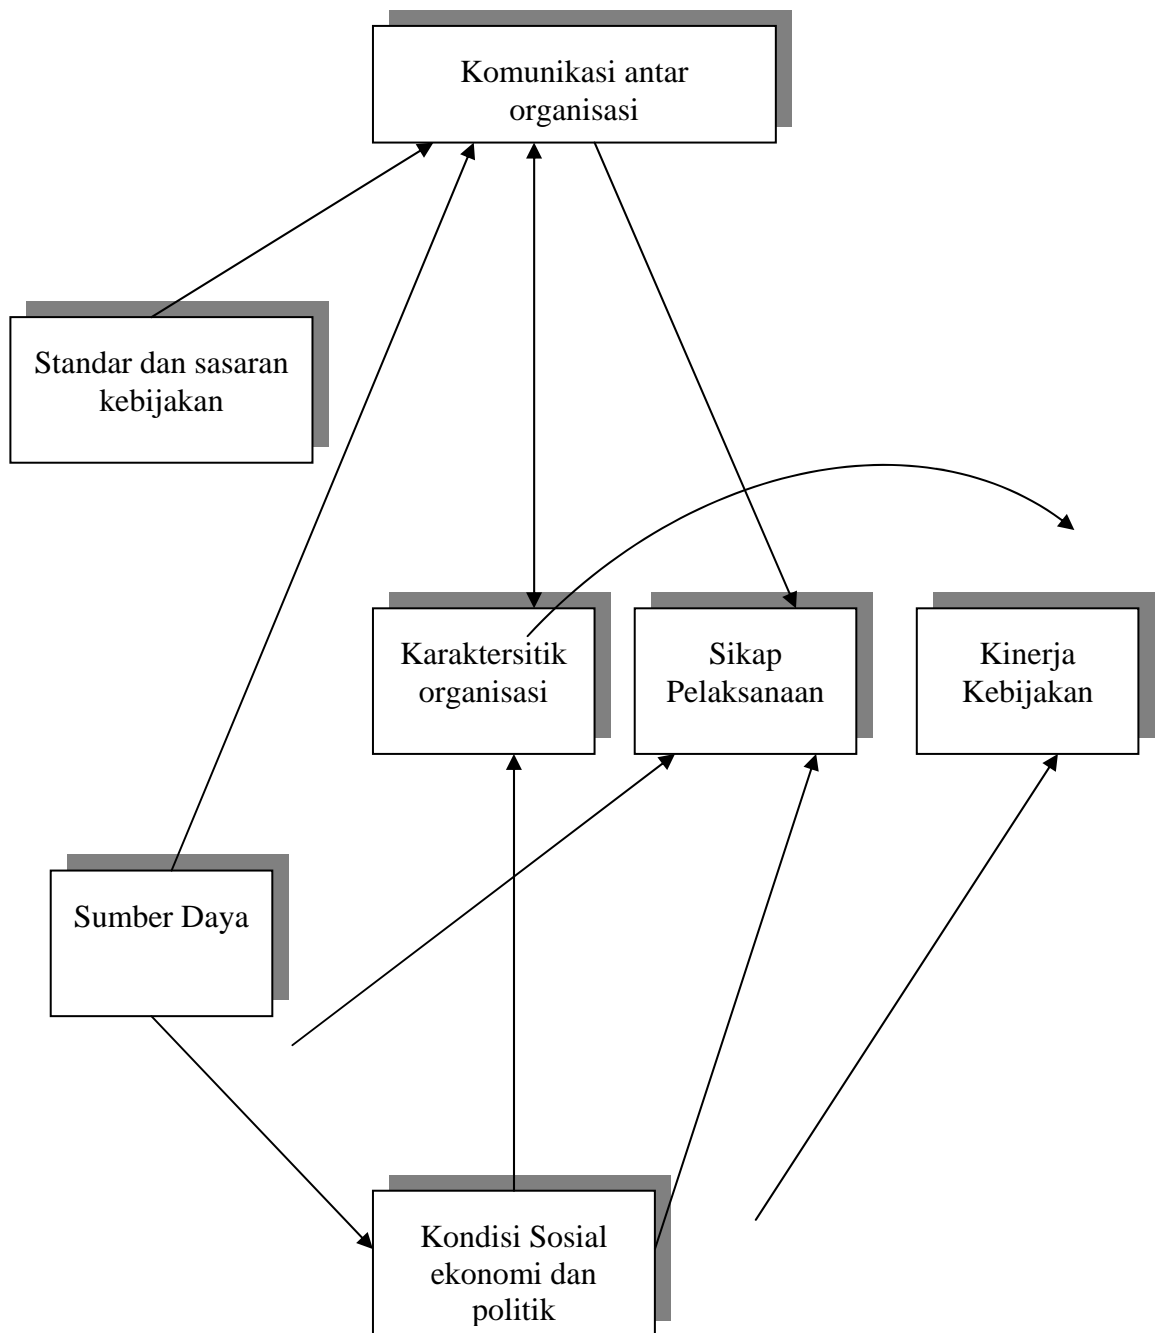 Komunikasi antar
organisasi
Standar dan sasaran
kebijakan
Karaktersitik
organisasi
Sikap
Pelaksanaan
Kinerja
Kebijakan
Sumber Daya
Kondisi Sosial
ekonomi dan
politik